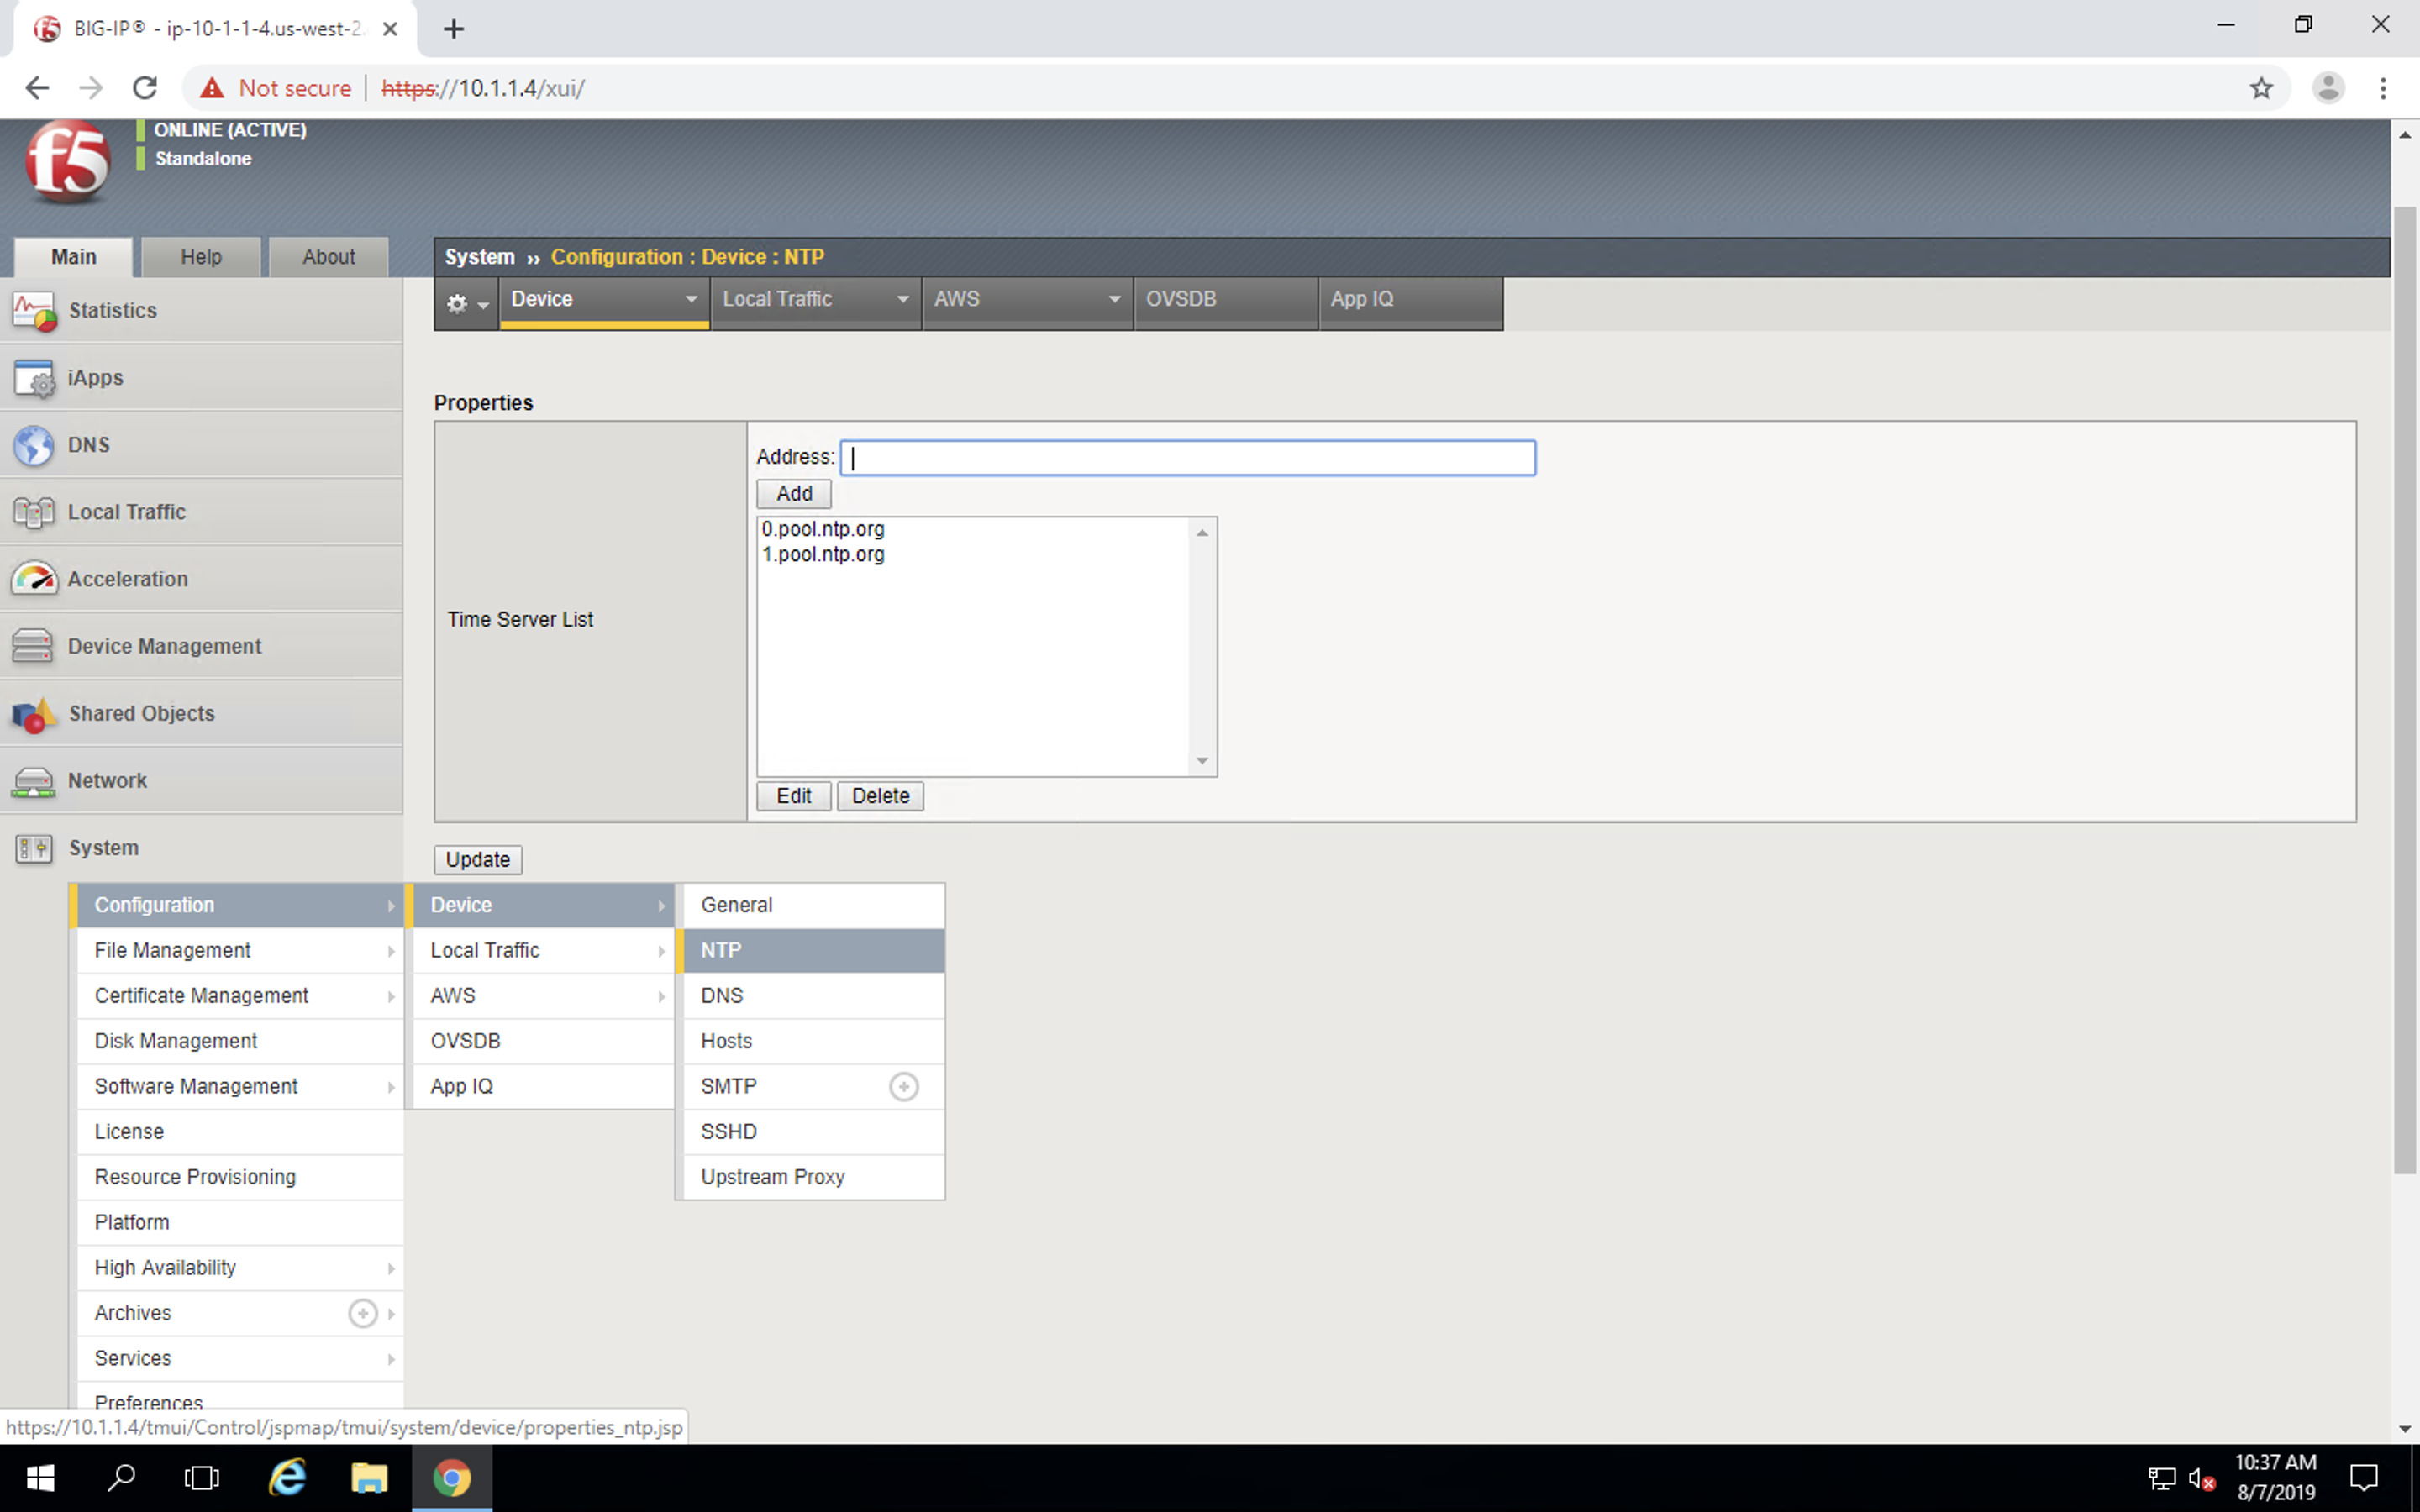 BIG-IP® - ip-10-1-1-4.us-west-2.
Not secure | https://10.1.1.4/xui/
f5
ONLINE (ACTIVE)
Standalone
Main Help About
System ›› Configuration : Device : NTP
Device Local Traffic AWS OVSDB App IQ
Statistics
iApps
DNS
Local Traffic
Acceleration
Device Management
Shared Objects
Network
System
Properties
Address:
Add
0.pool.ntp.org
1.pool.ntp.org
Time Server List
Edit Delete
Update
Configuration
File Management
Certificate Management
Disk Management
Software Management
License
Resource Provisioning
Platform
High Availability
Archives
Services
Preferences
Device
Local Traffic
AWS
OVSDB
App IQ
General
NTP
DNS
Hosts
SMTP
SSHD
Upstream Proxy
https://10.1.1.4/tmui/Control/jspmap/tmui/system/device/properties_ntp.jsp
10:37 AM
8/7/2019